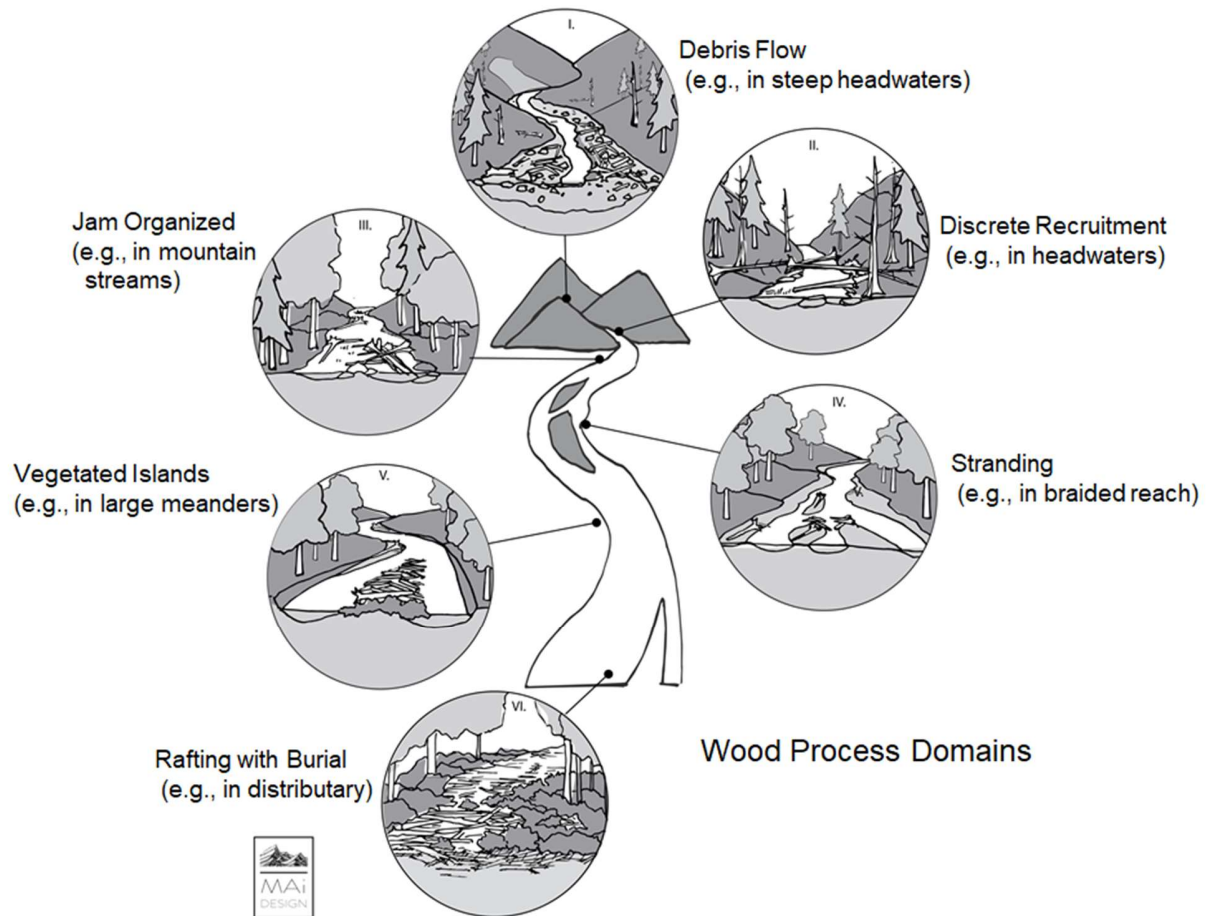 I.
Debris Flow
(e.g., in steep headwaters)
II.
Discrete Recruitment
(e.g., in headwaters)
Jam Organized
(e.g., in mountain
streams)
III.
IV.
Stranding
(e.g., in braided reach)
Vegetated Islands
(e.g., in large meanders)
V.
VI.
Rafting with Burial
(e.g., in distributary)
Wood Process Domains
MAi
DESIGN